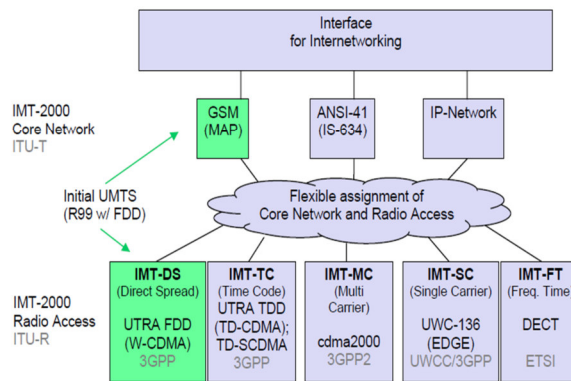 Interface
for Internetworking
IMT-2000
Core Network
ITU-T
GSM
(MAP)
ANSI-41
(IS-634)
IP-Network
Initial UMTS
(R99 w/ FDD)
Flexible assignment of
Core Network and Radio Access
IMT-2000
Radio Access
ITU-R
IMT-DS
(Direct Spread)
UTRA FDD
(W-CDMA)
3GPP
IMT-TC
(Time Code)
UTRA TDD
(TD-CDMA);
TD-SCDMA
3GPP
IMT-MC
(Multi
Carrier)
cdma2000
3GPP2
IMT-SC
(Single Carrier)
UWC-136
(EDGE)
UWCC/3GPP
IMT-FT
(Freq. Time)
DECT
ETSI